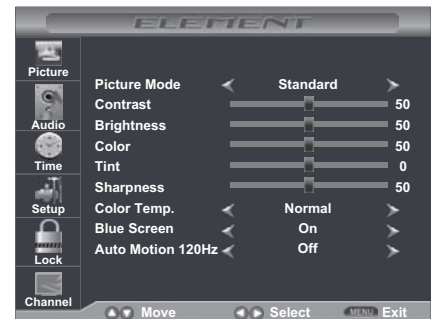 ELEMENT
Picture
Audio
Time
Setup
Lock
Channel
Picture Mode Standard
Contrast 50
Brightness 50
Color 50
Tint 0
Sharpness 50
Color Temp. Normal
Blue Screen On
Auto Motion 120Hz Off
Move Select MENU Exit